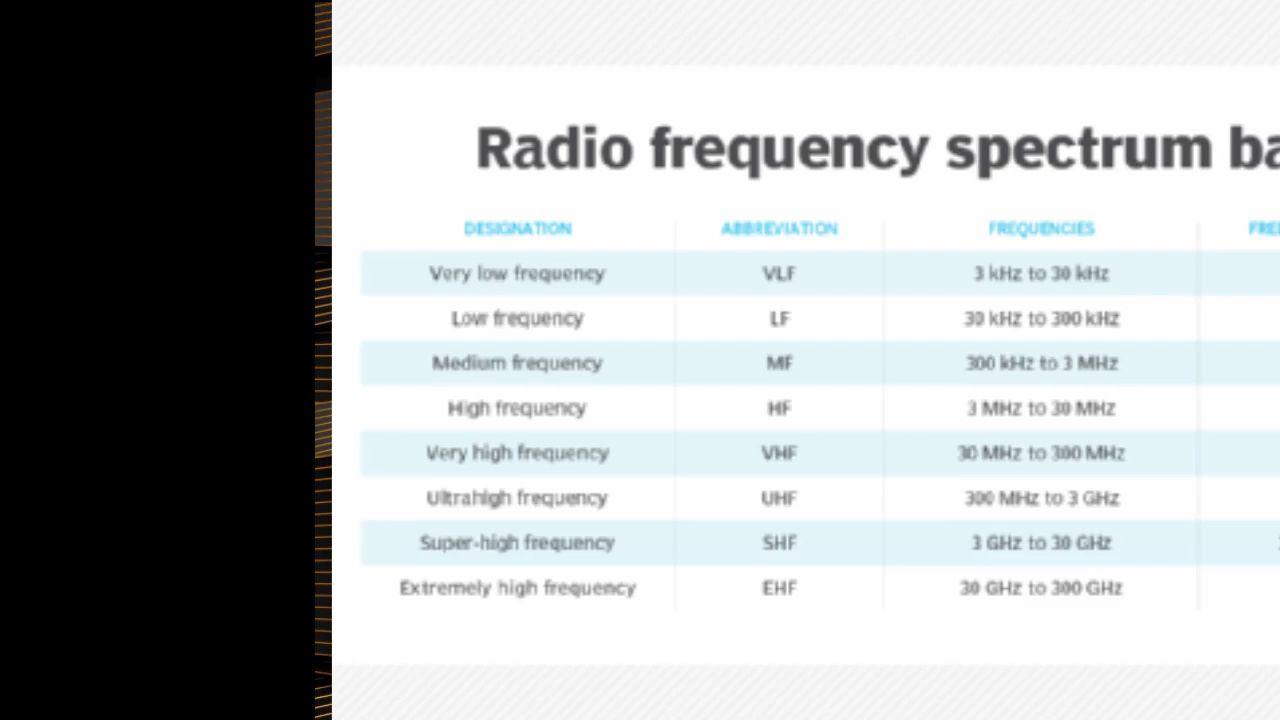 Radio frequency spectrum ba
DESIGNATION ABBREVIATION FREQUENCIES FREE
Very low frequency VLF 3 kHz to 30 kHz
Low frequency LF 30 kHz to 300 kHz
Medium frequency MF 300 kHz to 3 MHz
High frequency HF 3 MHz to 30 MHz
Very high frequency VHF 30 MHz to 300 MHz
Ultrahigh frequency UHF 300 MHz to 3 GHz
Super-high frequency SHF 3 GHz to 30 GHz
Extremely high frequency EHF 30 GHz to 300 GHz